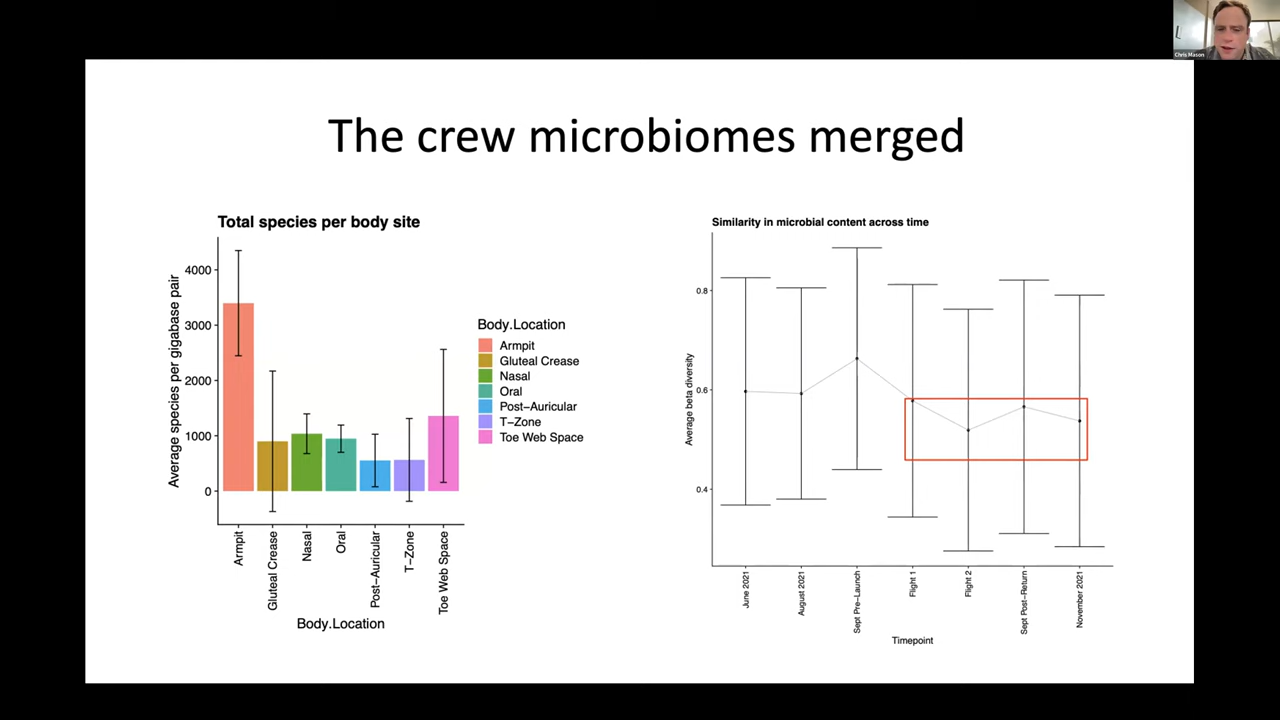 Chris Mason
The crew microbiomes merged
Total species per body site
Average species per gigabase pair
4000
3000
2000
1000
0
Armpit
Gluteal Crease
Nasal
Oral
Post-Auricular
T-Zone
Toe Web Space
Body.Location
Body.Location
Armpit
Gluteal Crease
Nasal
Oral
Post-Auricular
T-Zone
Toe Web Space
Similarity in microbial content across time
Average beta diversity
0.8
0.6
0.4
June 2021
August 2021
Sept Pre-Launch
Flight 1
Flight 2
Sept Post-Return
November 2021
Timepoint